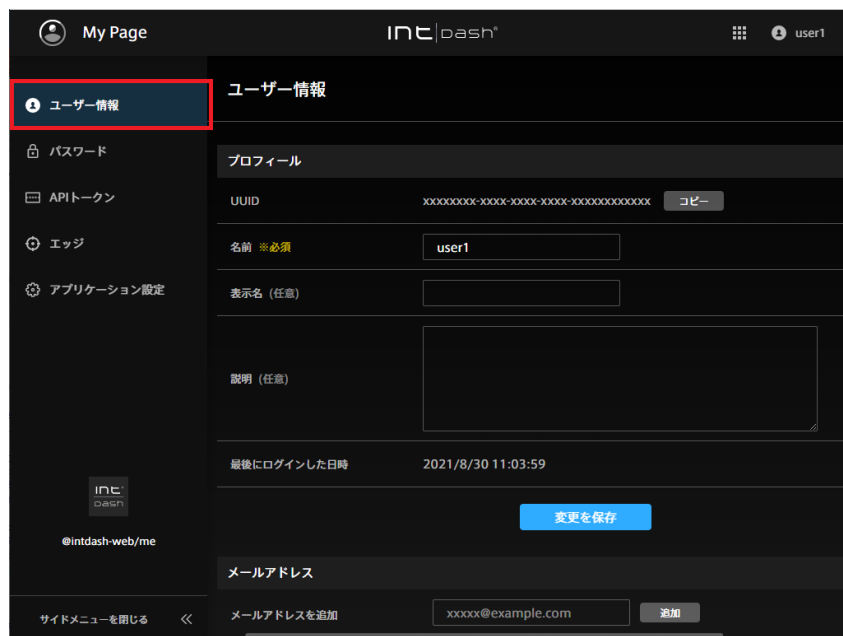 My Page
intdash
user1
ユーザー情報
パスワード
APIトークン
エッジ
アプリケーション設定
int
dash
@intdash-web/me
サイドメニューを閉じる
ユーザー情報
プロフィール
UUID xxxxxxxx-xxxx-xxxx-xxxx-xxxxxxxxxxxx コピー
名前 ※必須 user1
表示名 (任意)
説明 (任意)
最後にログインした日時 2021/8/30 11:03:59
変更を保存
メールアドレス
メールアドレスを追加 xxxxx@example.com 追加